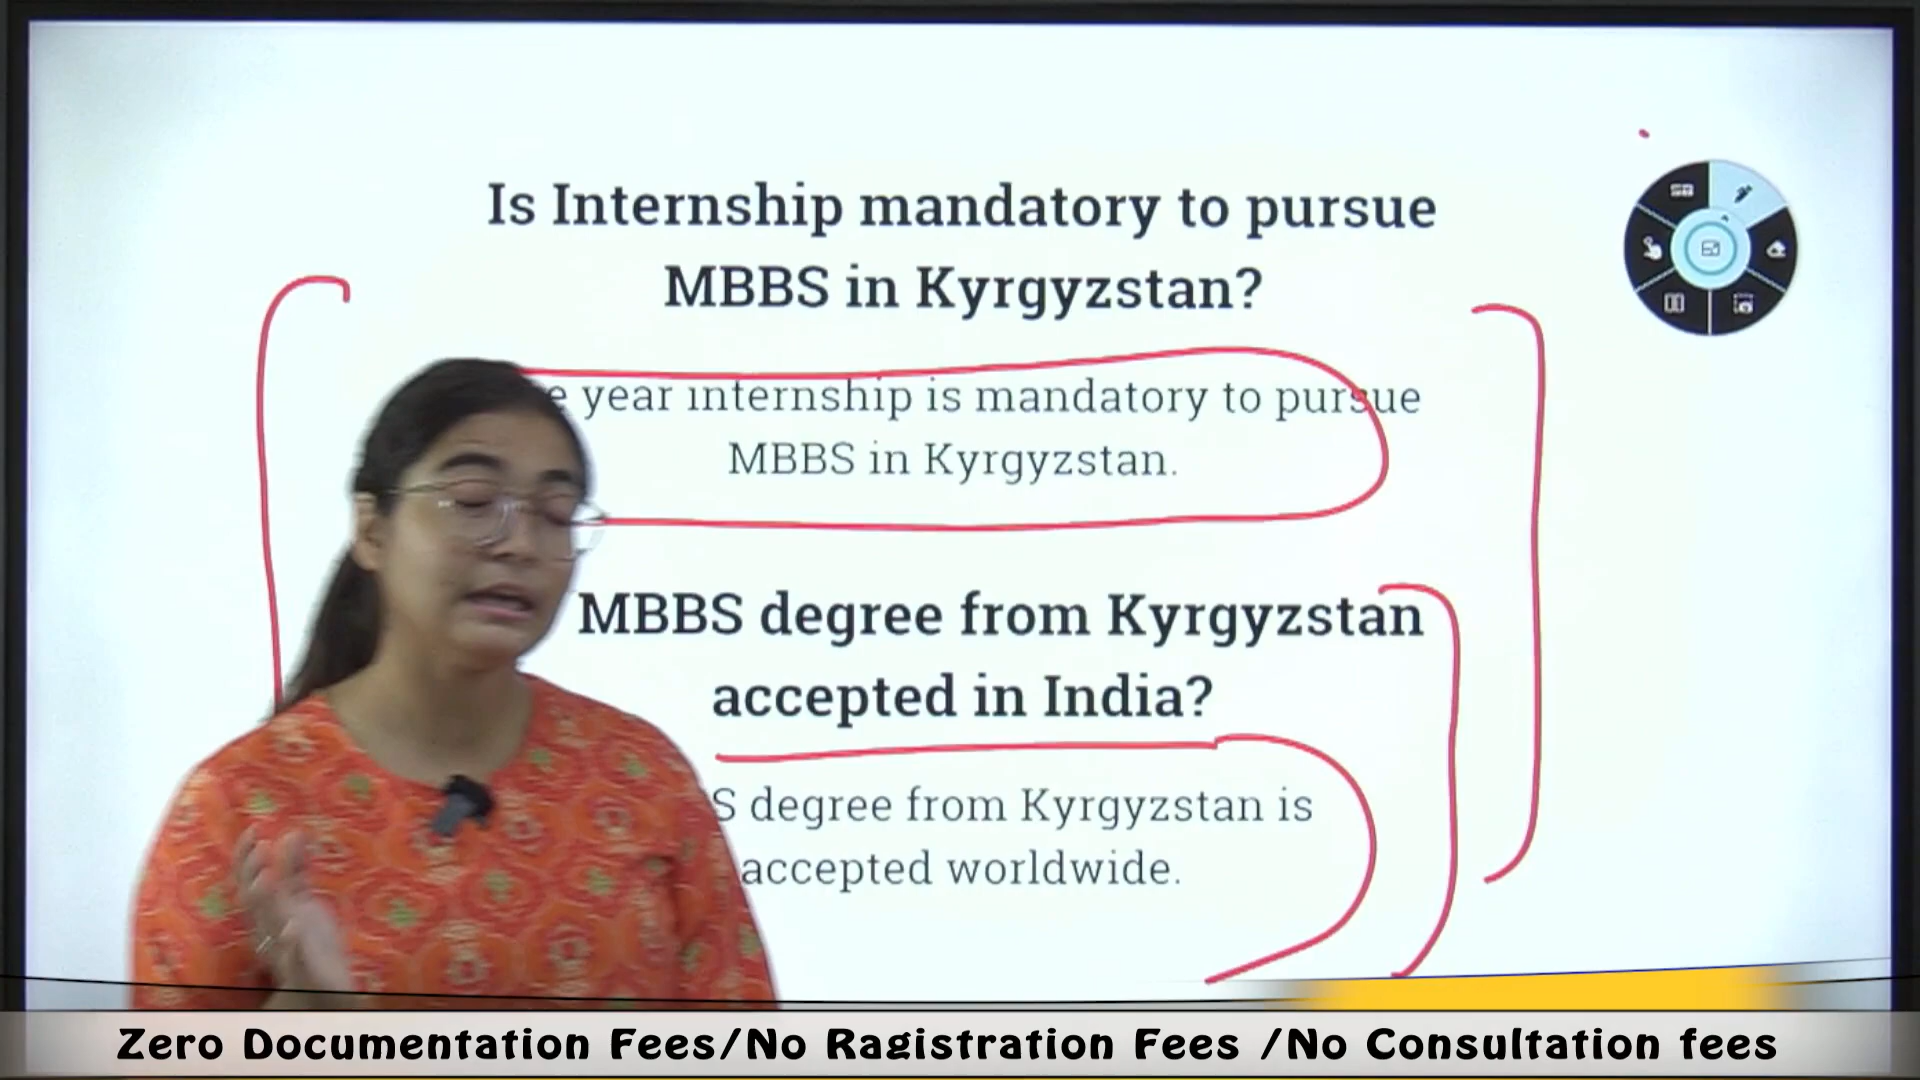 Is Internship mandatory to pursue
MBBS in Kyrgyzstan?
year internship is mandatory to pursue
MBBS in Kyrgyzstan.
MBBS degree from Kyrgyzstan
accepted in India?
degree from Kyrgyzstan is
accepted worldwide.
Zero Documentation Fees/No Ragistration Fees /No Consultation fees